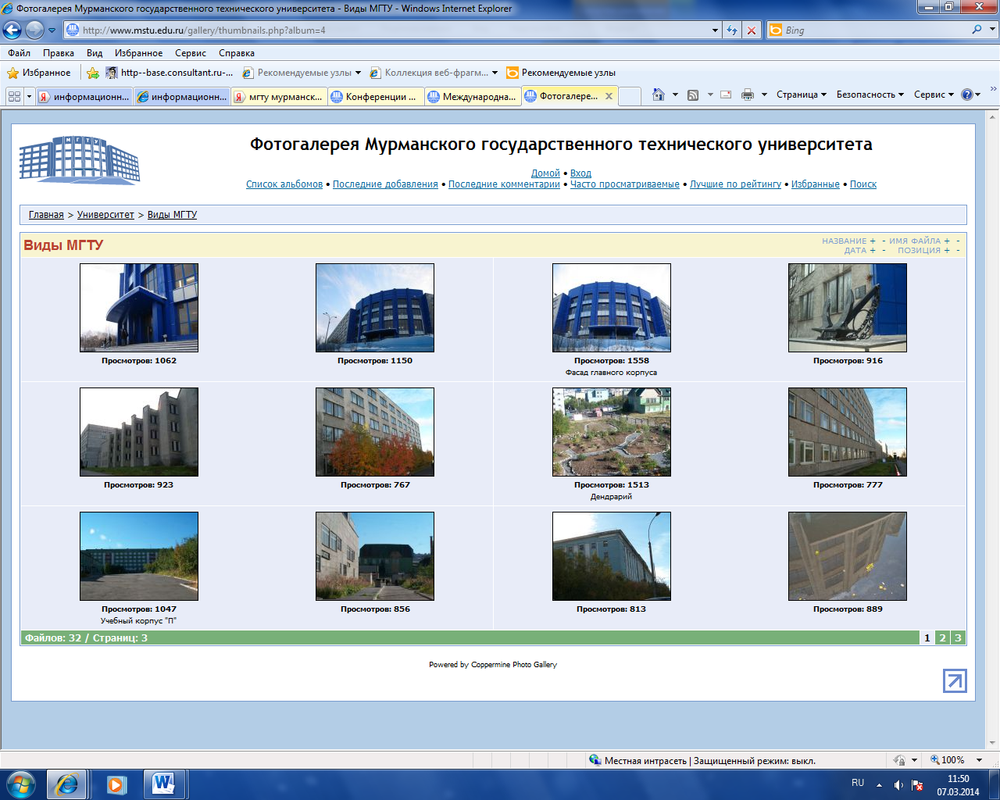 Фотогалерея Мурманского государственного технического университета - Виды МГТУ - Windows Internet Explorer
http://www.mstu.edu.ru/gallery/thumbnails.php?album=4
Bing
Файл Правка Вид Избранное Сервис Справка
Избранное http--base.consultant.ru-... Рекомендуемые узлы Коллекция веб-фрагм... Рекомендуемые узлы
информационн... информационн... мгту мурманск... Конференции ... Международна... Фотогалере... Страница Безопасность Сервис
МГТУ
Фотогалерея Мурманского государственного технического университета
Домой • Вход
Список альбомов • Последние добавления • Последние комментарии • Часто просматриваемые • Лучшие по рейтингу • Избранные • Поиск
Главная > Университет > Виды МГТУ
Виды МГТУ
НАЗВАНИЕ + - ИМЯ ФАЙЛА + -
ДАТА + - ПОЗИЦИЯ + -
Просмотров: 1062 Просмотров: 1150 Просмотров: 1558 Просмотров: 916
Фасад главного корпуса
Просмотров: 923 Просмотров: 767 Просмотров: 1513 Просмотров: 777
Дендрарий
Просмотров: 1047 Просмотров: 856 Просмотров: 813 Просмотров: 889
Учебный корпус "П"
Файлов: 32 / Страниц: 3 1 2 3
Powered by Coppermine Photo Gallery
Местная интрасеть | Защищенный режим: выкл. 100%
RU 11:50
07.03.2014